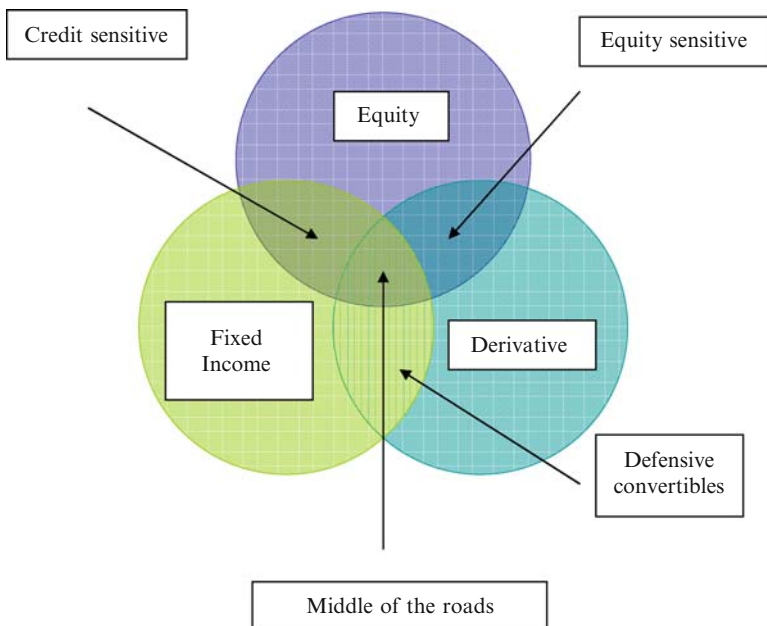 Credit sensitive
Equity sensitive
Equity
Fixed
Income
Derivative
Defensive
convertibles
Middle of the roads